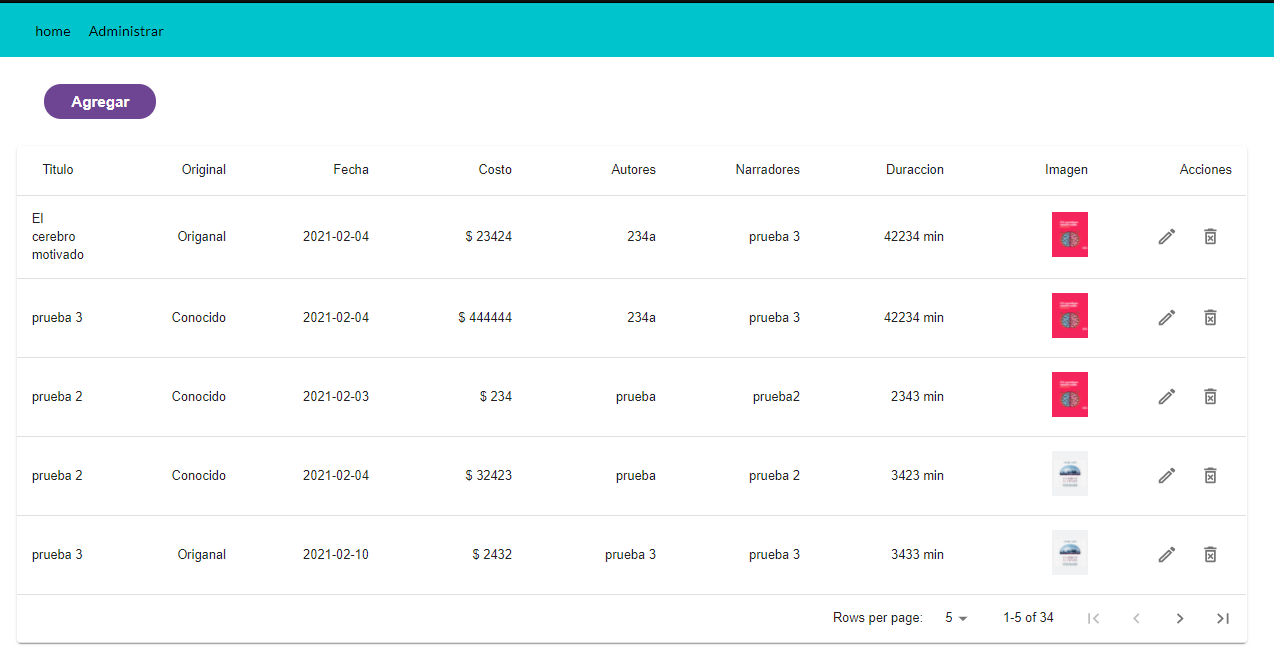 home Administrar
Agregar
Titulo Original Fecha Costo Autores Narradores Duraccion Imagen Acciones
El
cerebro
motivado
Origanal 2021-02-04 $ 23424 234a prueba 3 42234 min
prueba 3 Conocido 2021-02-04 $ 444444 234a prueba 3 42234 min
prueba 2 Conocido 2021-02-03 $ 234 prueba prueba2 2343 min
prueba 2 Conocido 2021-02-04 $ 32423 prueba prueba 2 3423 min
prueba 3 Origanal 2021-02-10 $ 2432 prueba 3 prueba 3 3433 min
Rows per page: 5 1-5 of 34